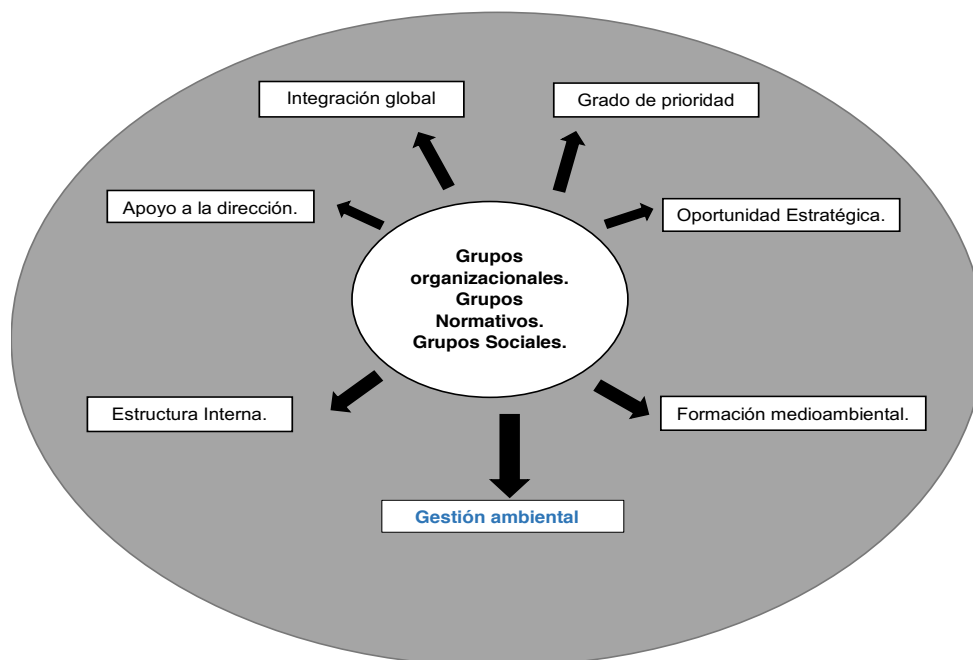 Integración global
Grado de prioridad
Apoyo a la dirección.
Oportunidad Estratégica.
Grupos
organizacionales.
Grupos
Normativos.
Grupos Sociales.
Estructura Interna.
Formación medioambiental.
Gestión ambiental